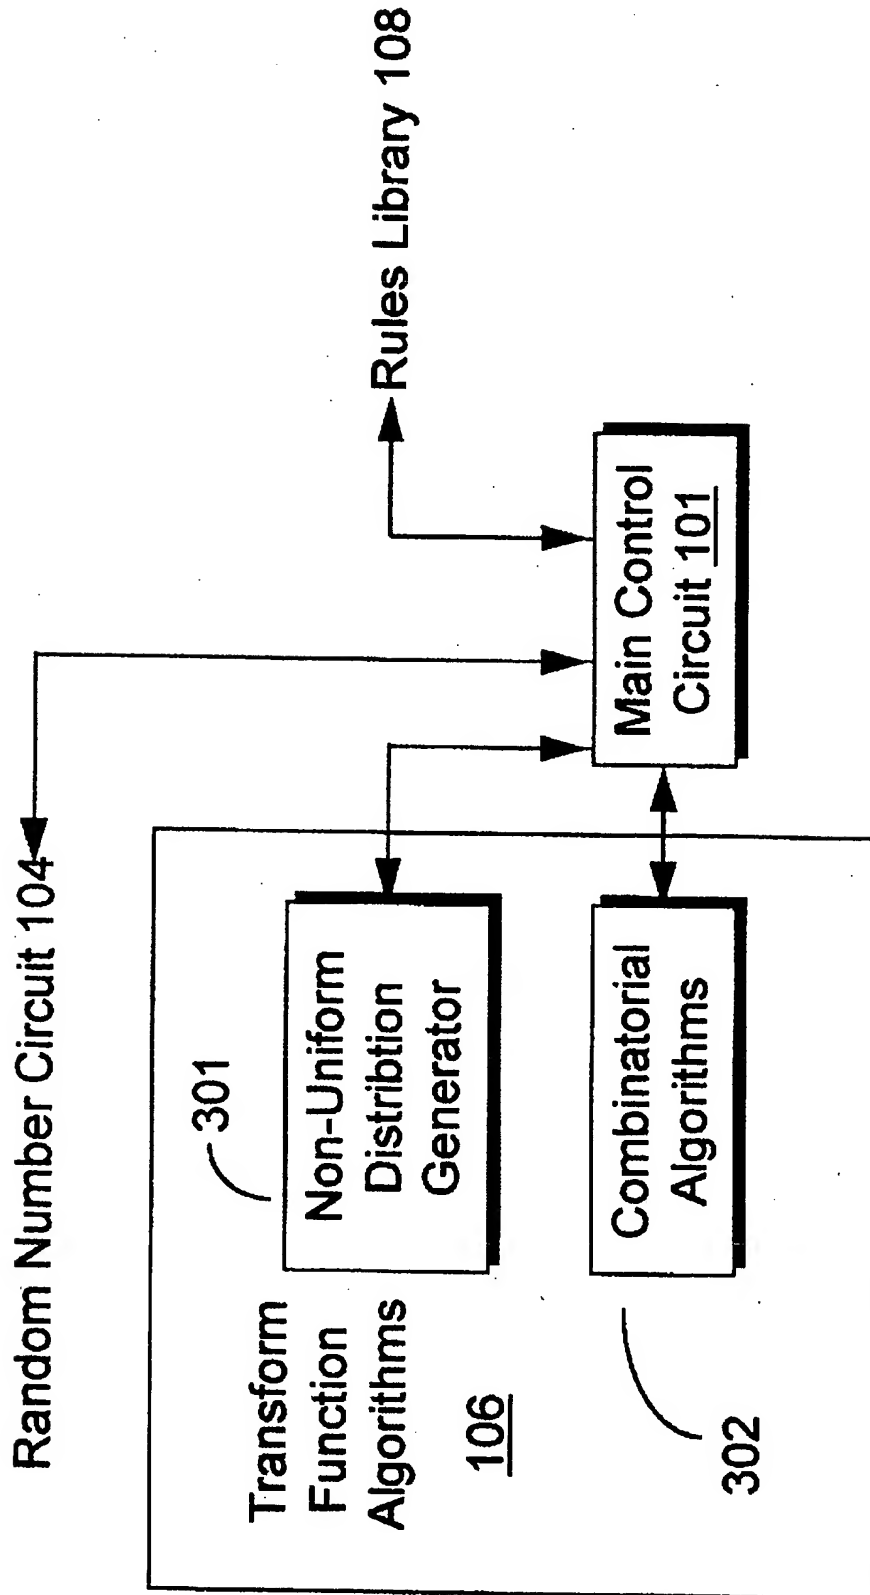 Random Number Circuit 104
Rules Library 108
Transform
Function
Algorithms
106
301
Non-Uniform
Distribtion
Generator
Main Control
Circuit 101
302
Combinatorial
Algorithms